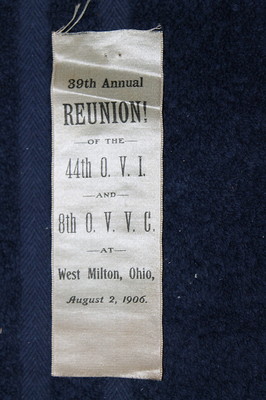 39th Annual
REUNION!
—OF THE—
44th O. V. I.
—AND—
8th O. V. V. C.
—AT—
West Milton, Ohio,
August 2, 1906.